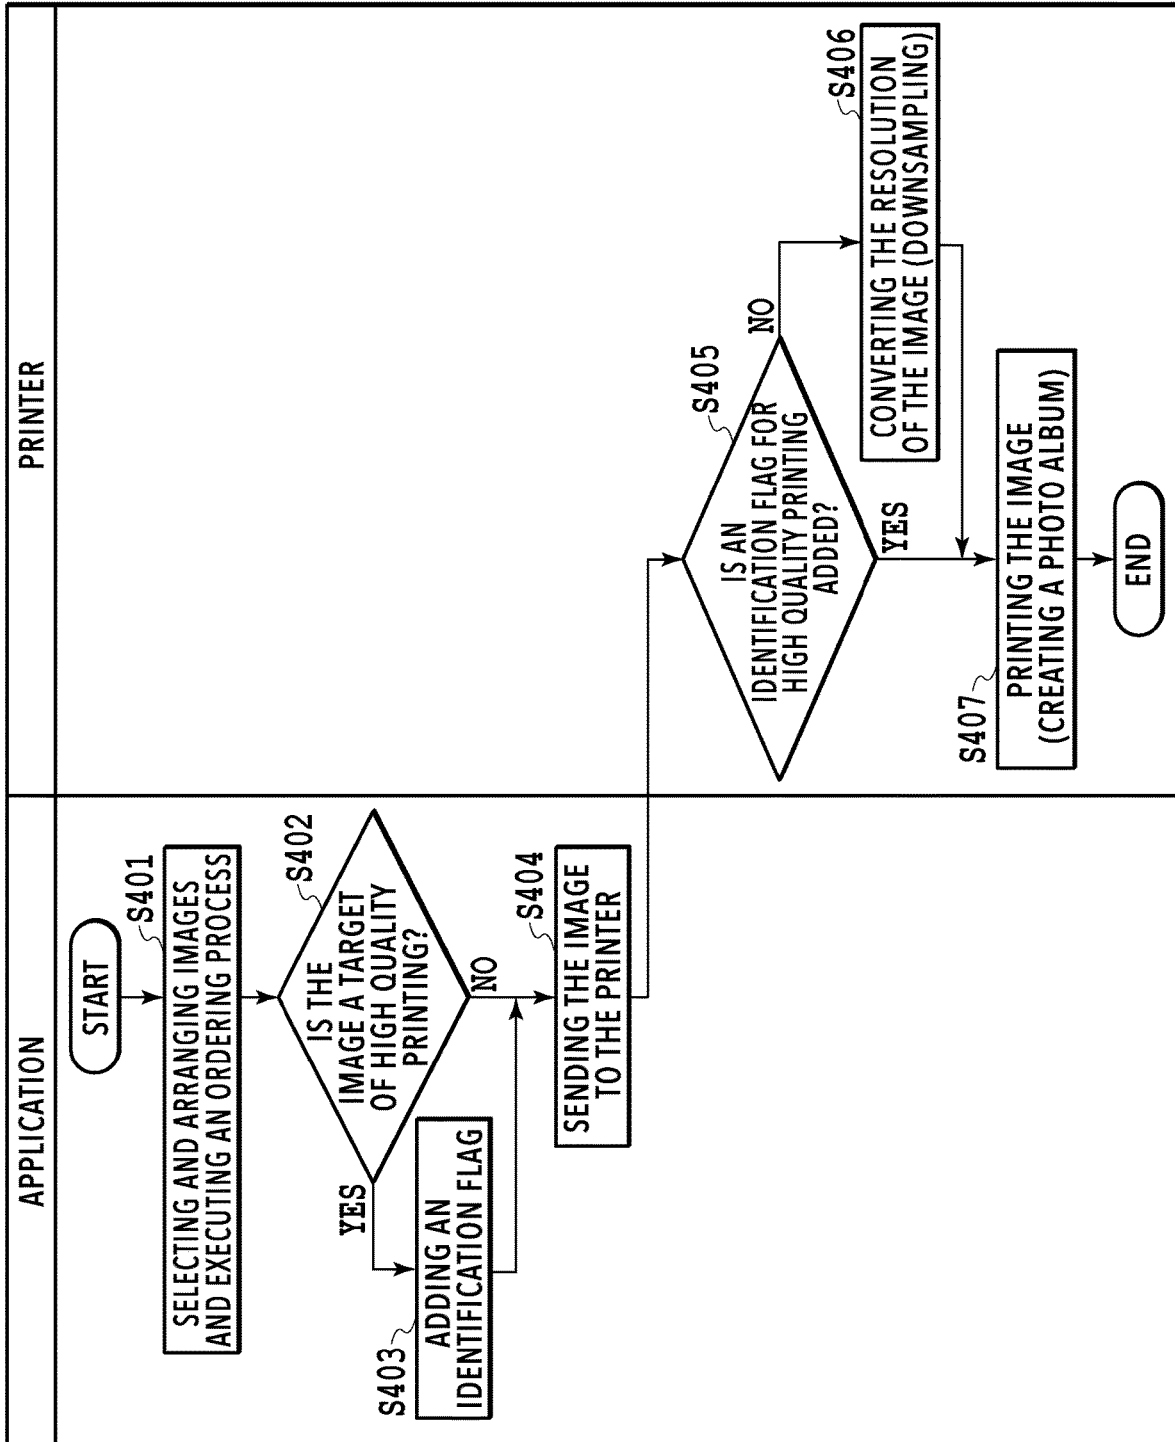 APPLICATION
PRINTER
START
S401
SELECTING AND ARRANGING IMAGES
AND EXECUTING AN ORDERING PROCESS
S402
IS THE
IMAGE A TARGET
OF HIGH QUALITY
PRINTING?
YES
NO
S403
ADDING AN
IDENTIFICATION FLAG
S404
SENDING THE IMAGE
TO THE PRINTER
S405
IS AN
IDENTIFICATION FLAG FOR
HIGH QUALITY PRINTING
ADDED?
NO
YES
S406
CONVERTING THE RESOLUTION
OF THE IMAGE (DOWNSAMPLING)
S407
PRINTING THE IMAGE
(CREATING A PHOTO ALBUM)
END